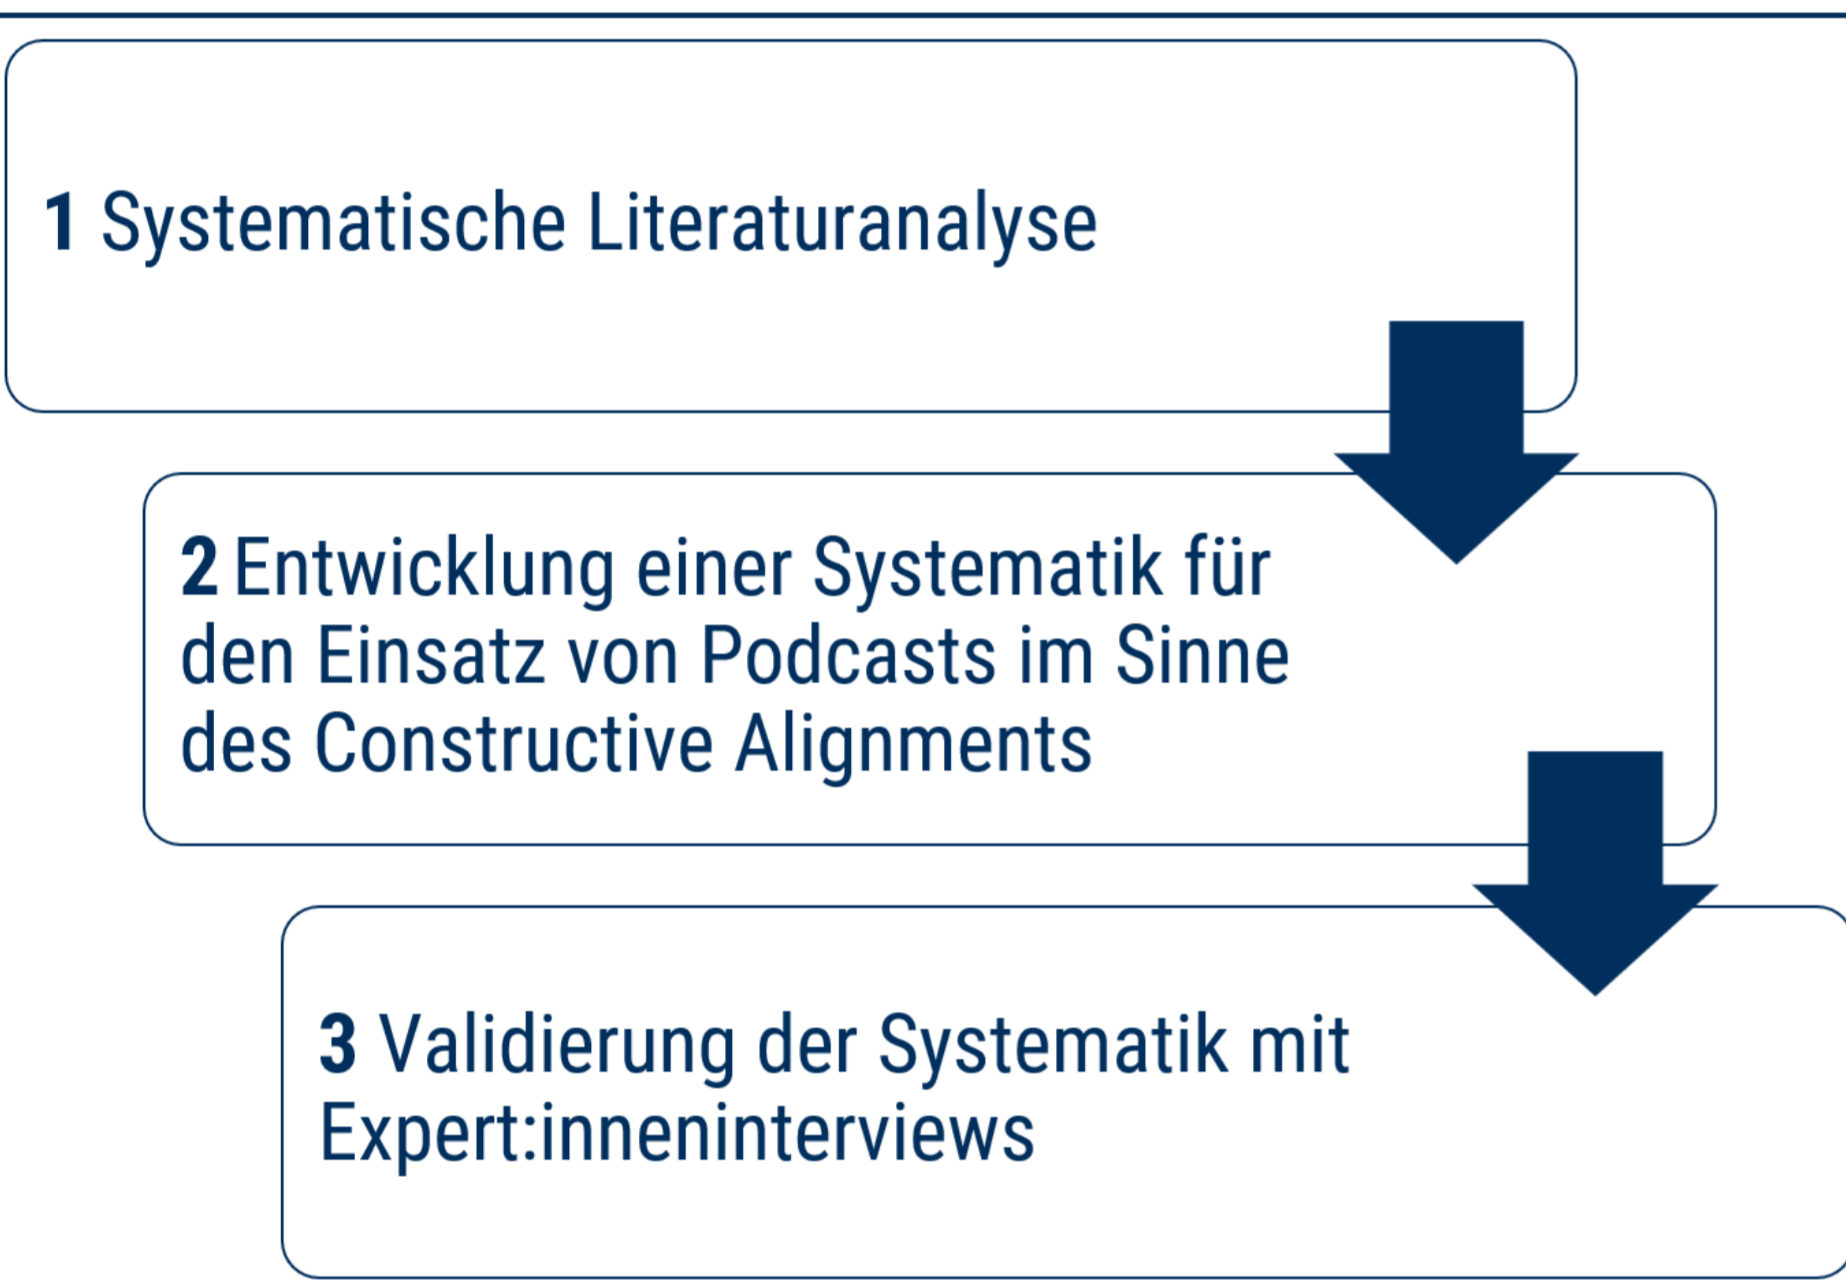 1 Systematische Literaturanalyse
2 Entwicklung einer Systematik für
den Einsatz von Podcasts im Sinne
des Constructive Alignments
3 Validierung der Systematik mit
Expert:inneninterviews